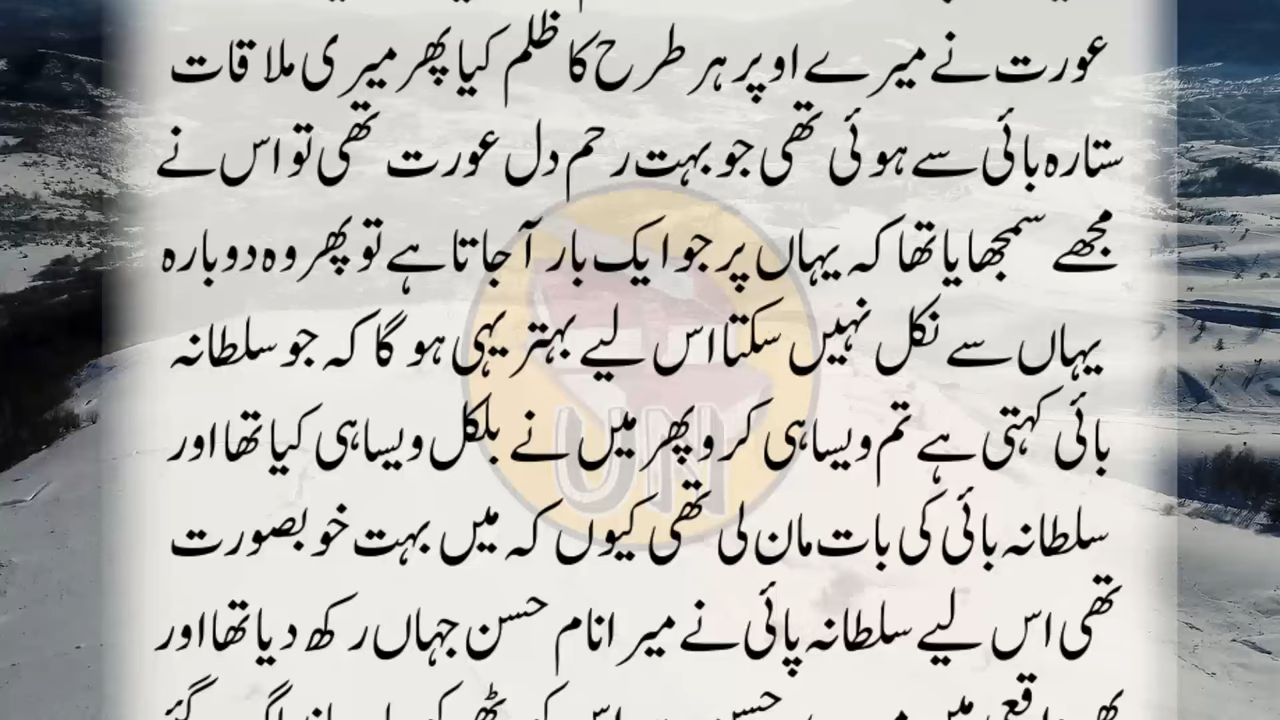 عورت نے میرے اوپر ہر طرح کا ظلم کیا پھر میری ملاقات
ستارہ بائی سے ہوئی تھی جو بہت رحم دل عورت تھی تو اس نے
مجھے سمجھایا تھا کہ یہاں پر جو ایک بار آ جاتا ہے تو پھر وہ دوبارہ
یہاں سے نکل نہیں سکتا اس لیے بہتر یہی ہو گا کہ جو سلطانہ
بائی کہتی ہے تم ویسا ہی کرو پھر میں نے بلکل ویسا ہی کیا تھا اور
سلطانہ بائی کی بات مان لی تھی کیوں کہ میں بہت خوبصورت
تھی اس لیے سلطانہ پائی نے میرا نام حسن جہاں رکھ دیا تھا اور
UN